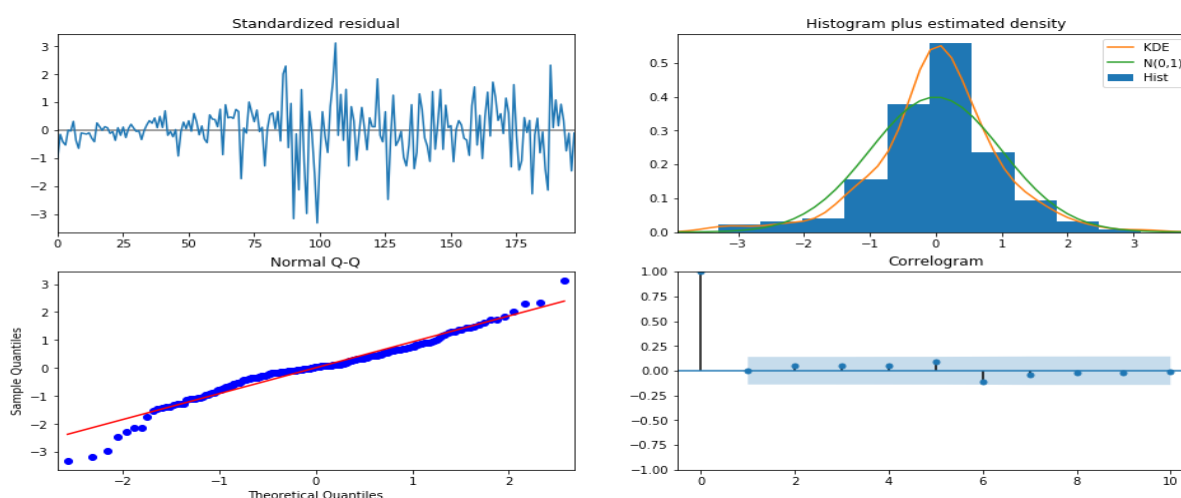 Standardized residual
3
2
1
0
−1
−2
−3
0 25 50 75 100 125 150 175
Histogram plus estimated density
KDE
N(0,1)
Hist
0.5
0.4
0.3
0.2
0.1
0.0
−3 −2 −1 0 1 2 3
Normal Q-Q
Sample Quantiles
3
2
1
0
−1
−2
−3
−2 −1 0 1 2
Theoretical Quantiles
Correlogram
1.00
0.75
0.50
0.25
0.00
−0.25
−0.50
−0.75
−1.00
0 2 4 6 8 10